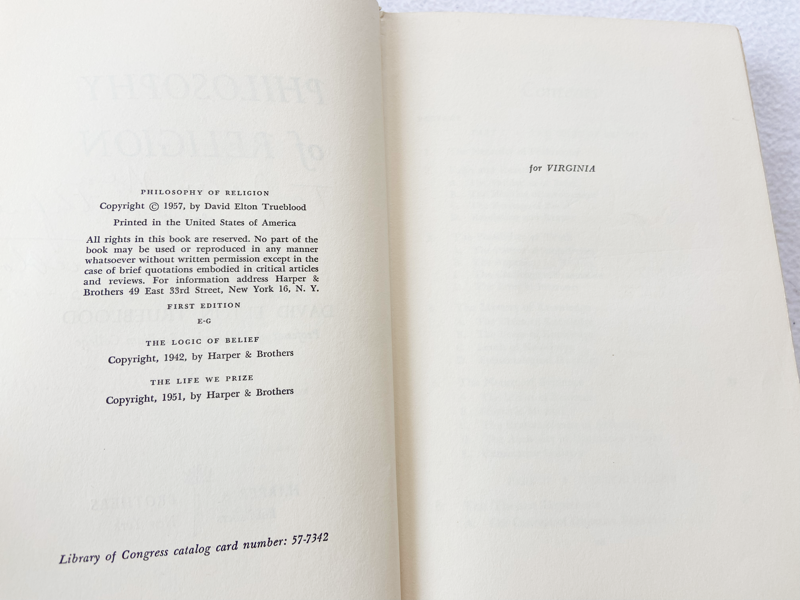 PHILOSOPHY OF RELIGION
Copyright © 1957, by David Elton Trueblood
Printed in the United States of America
All rights in this book are reserved. No part of the
book may be used or reproduced in any manner
whatsoever without written permission except in the
case of brief quotations embodied in critical articles
and reviews. For information address Harper &
Brothers 49 East 33rd Street, New York 16, N. Y.
FIRST EDITION
E-G
THE LOGIC OF BELIEF
Copyright, 1942, by Harper & Brothers
THE LIFE WE PRIZE
Copyright, 1951, by Harper & Brothers
Library of Congress catalog card number: 57-7342
for VIRGINIA